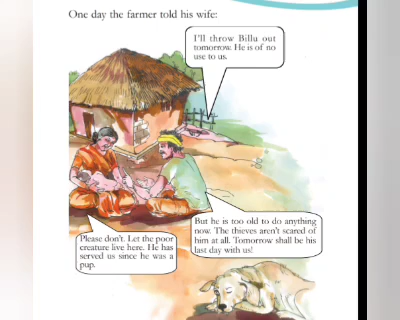 One day the farmer told his wife:
I'll throw Billu out
tomorrow. He is of no
use to us.
Please don't. Let the poor
creature live here. He has
served us since he was a
pup.
But he is too old to do anything
now. The thieves aren't scared of
him at all. Tomorrow shall be his
last day with us!